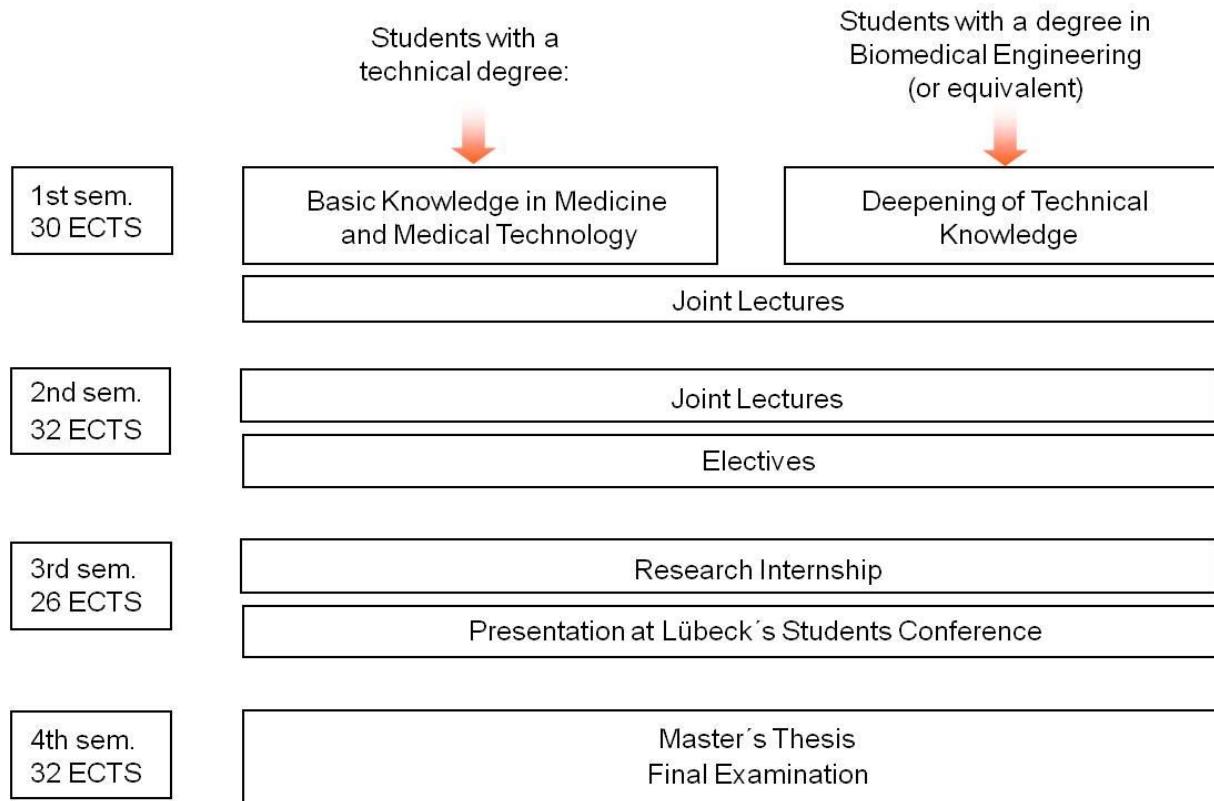 Students with a
technical degree:
Students with a degree in
Biomedical Engineering
(or equivalent)
1st sem.
30 ECTS
Basic Knowledge in Medicine
and Medical Technology
Deepening of Technical
Knowledge
Joint Lectures
2nd sem.
32 ECTS
Joint Lectures
Electives
3rd sem.
26 ECTS
Research Internship
Presentation at Lübeck´s Students Conference
4th sem.
32 ECTS
Master´s Thesis
Final Examination